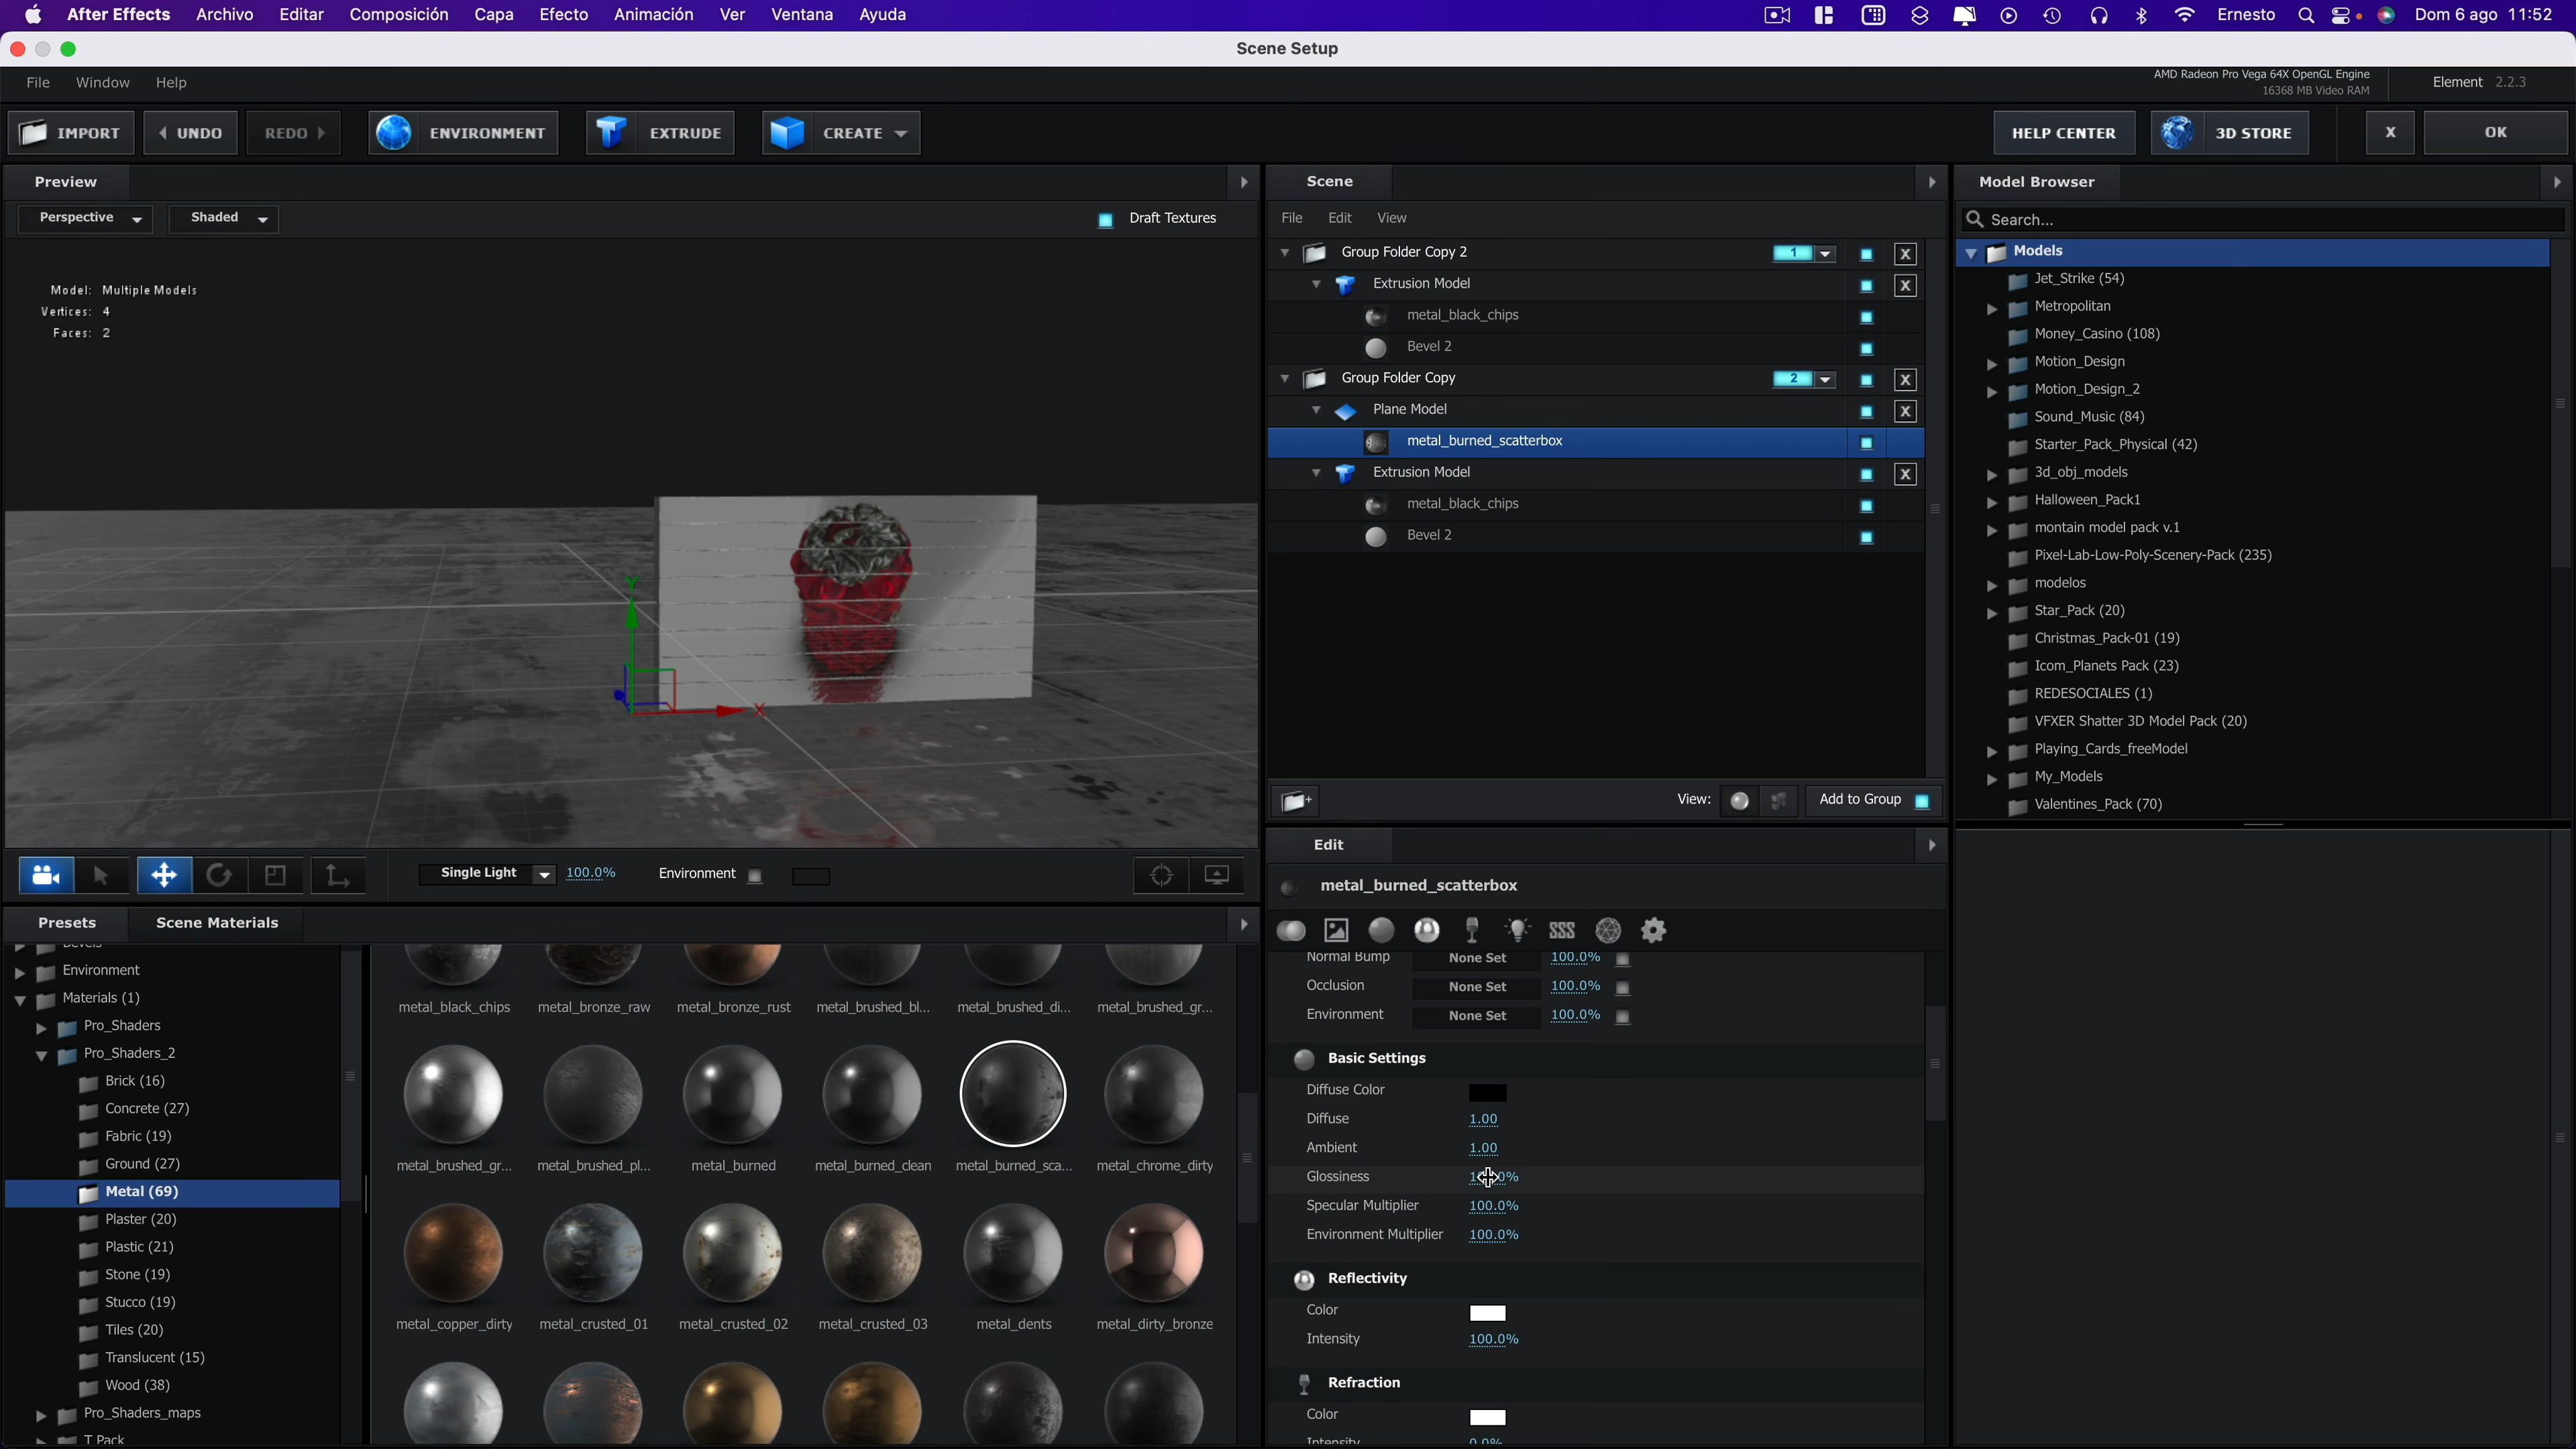 After Effects Archivo Editar Composición Capa Efecto Animación Ver Ventana Ayuda Ernesto Dom 6 ago 11:52
Scene Setup
File Window Help
AMD Radeon Pro Vega 64X OpenGL Engine
16368 MB Video RAM
Element 2.2.3
IMPORT UNDO REDO ENVIRONMENT EXTRUDE CREATE HELP CENTER 3D STORE X OK
Preview
Perspective Shaded Draft Textures
Model: Multiple Models
Vertices: 4
Faces: 2
Y
X
Single Light 100.0% Environment
Scene
File Edit View
Group Folder Copy 2 1 X
Extrusion Model X
metal_black_chips
Bevel 2
Group Folder Copy 2 X
Plane Model X
metal_burned_scatterbox
Extrusion Model X
metal_black_chips
Bevel 2
View: Add to Group
Model Browser
Search...
Models
Jet_Strike (54)
Metropolitan
Money_Casino (108)
Motion_Design
Motion_Design_2
Sound_Music (84)
Starter_Pack_Physical (42)
3d_obj_models
Halloween_Pack1
montain model pack v.1
Pixel-Lab-Low-Poly-Scenery-Pack (235)
modelos
Star_Pack (20)
Christmas_Pack-01 (19)
Icom_Planets Pack (23)
REDESOCIALES (1)
VFXER Shatter 3D Model Pack (20)
Playing_Cards_freeModel
My_Models
Valentines_Pack (70)
Presets Scene Materials
Bevels
Environment
Materials (1)
Pro_Shaders
Pro_Shaders_2
Brick (16)
Concrete (27)
Fabric (19)
Ground (27)
Metal (69)
Plaster (20)
Plastic (21)
Stone (19)
Stucco (19)
Tiles (20)
Translucent (15)
Wood (38)
Pro_Shaders_maps
T Pack
metal_black_chips metal_bronze_raw metal_bronze_rust metal_brushed_bl... metal_brushed_di... metal_brushed_gr...
metal_brushed_gr... metal_brushed_pl... metal_burned metal_burned_clean metal_burned_sca... metal_chrome_dirty
metal_copper_dirty metal_crusted_01 metal_crusted_02 metal_crusted_03 metal_dents metal_dirty_bronze
Edit
metal_burned_scatterbox
Normal Bump None Set 100.0%
Occlusion None Set 100.0%
Environment None Set 100.0%
Basic Settings
Diffuse Color
Diffuse 1.00
Ambient 1.00
Glossiness
Specular Multiplier 100.0%
Environment Multiplier 100.0%
Reflectivity
Color
Intensity 100.0%
Refraction
Color
Intensity 0.0%